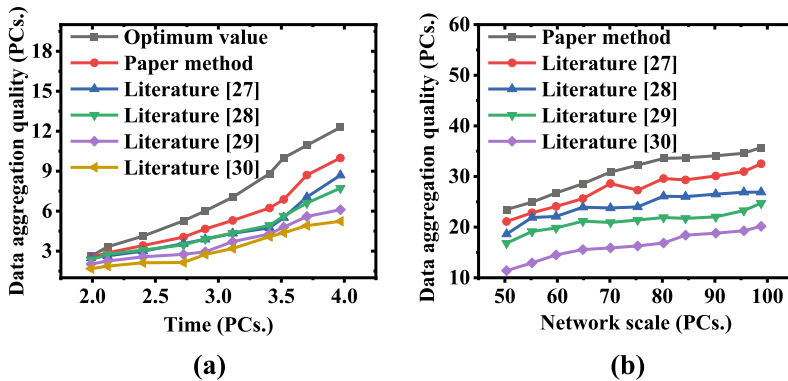 Data aggregation quality (PCs.)
18
15
12
9
6
3
Optimum value
Paper method
Literature [27]
Literature [28]
Literature [29]
Literature [30]
2.0
2.5
3.0
3.5
4.0
Time (PCs.)
(a)
Data aggregation quality (PCs.)
60
50
40
30
20
10
Paper method
Literature [27]
Literature [28]
Literature [29]
Literature [30]
50
60
70
80
90
100
Network scale (PCs.)
(b)